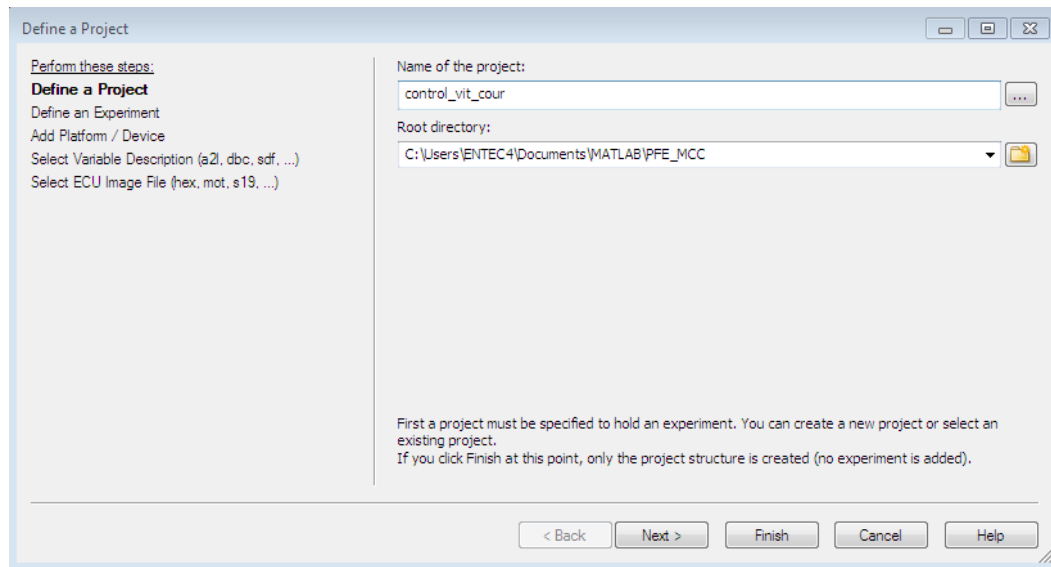 Define a Project
Perform these steps:
Define a Project
Define an Experiment
Add Platform / Device
Select Variable Description (a2l, dbc, sdf, ...)
Select ECU Image File (hex, mot, s19, ...)
Name of the project:
control_vit_cour
...
Root directory:
C:\Users\ENTEC4\Documents\MATLAB\PFE_MCC
First a project must be specified to hold an experiment. You can create a new project or select an
existing project.
If you click Finish at this point, only the project structure is created (no experiment is added).
< Back Next > Finish Cancel Help